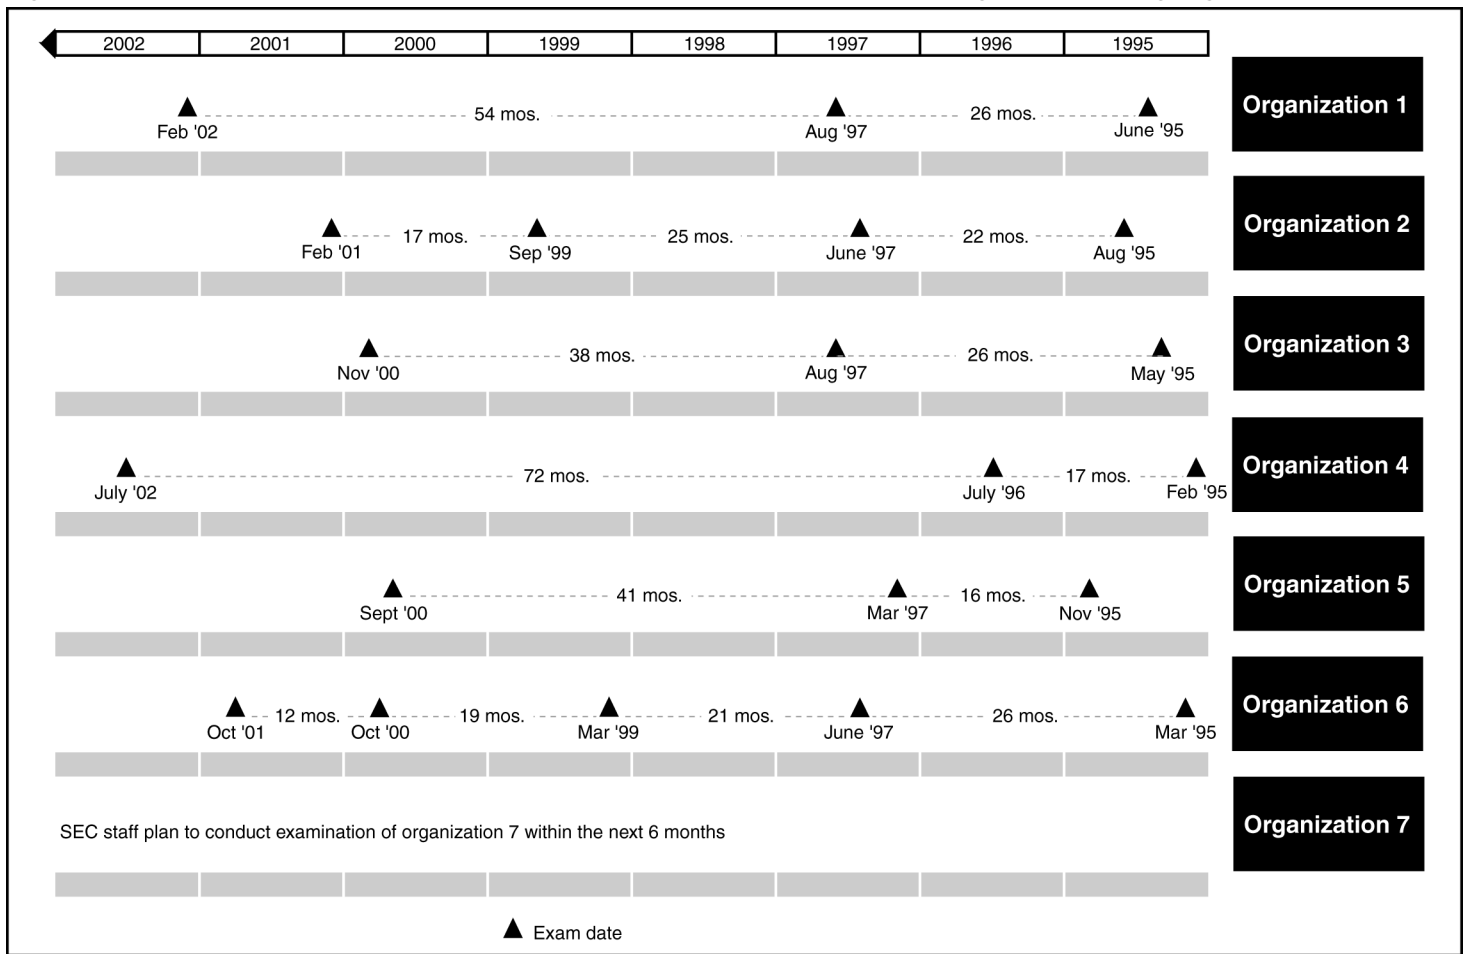 2002 2001 2000 1999 1998 1997 1996 1995
Organization 1
54 mos. 26 mos.
Feb '02 Aug '97 June '95
Organization 2
17 mos. 25 mos. 22 mos.
Feb '01 Sep '99 June '97 Aug '95
Organization 3
38 mos. 26 mos.
Nov '00 Aug '97 May '95
Organization 4
72 mos. 17 mos.
July '02 July '96 Feb '95
Organization 5
41 mos. 16 mos.
Sept '00 Mar '97 Nov '95
Organization 6
12 mos. 19 mos. 21 mos. 26 mos.
Oct '01 Oct '00 Mar '99 June '97 Mar '95
Organization 7
SEC staff plan to conduct examination of organization 7 within the next 6 months
Exam date